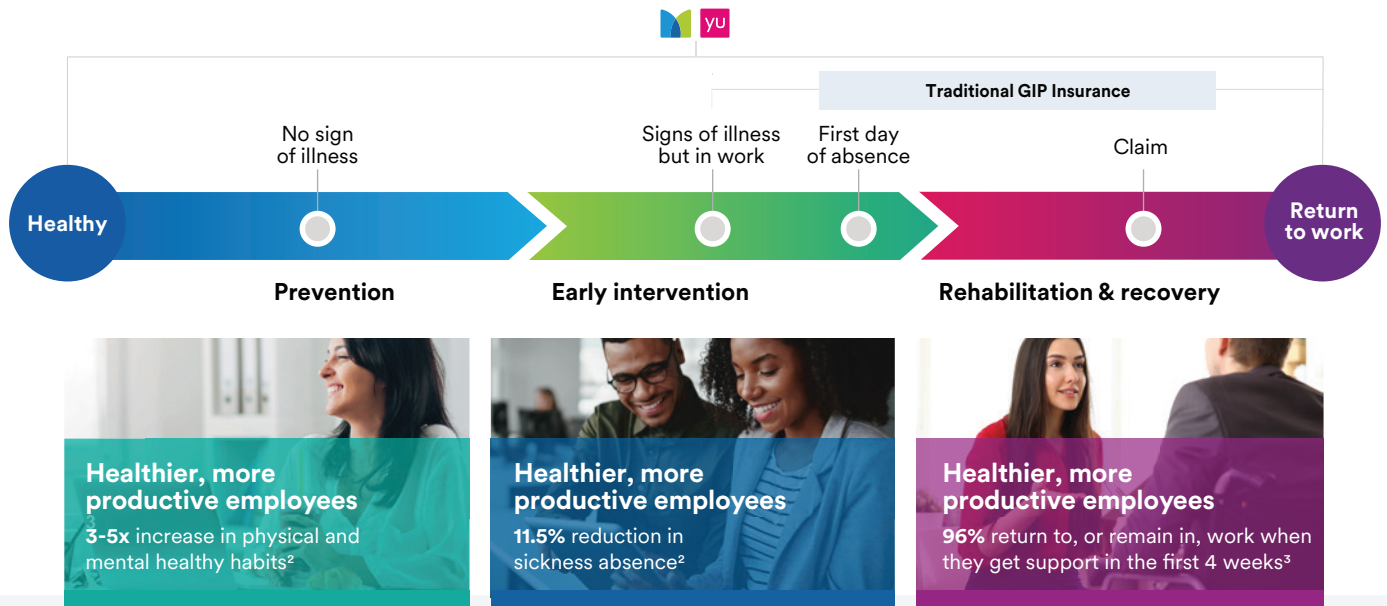 yu
Traditional GIP Insurance
No sign
of illness
Signs of illness
but in work
First day
of absence
Claim
Healthy
Return
to work
Prevention
Early intervention
Rehabilitation & recovery
Healthier, more
productive employees
3
3-5x increase in physical and
mental healthy habits²
Healthier, more
productive employees
11.5% reduction in
sickness absence²
Healthier, more
productive employees
96% return to, or remain in, work when
they get support in the first 4 weeks³